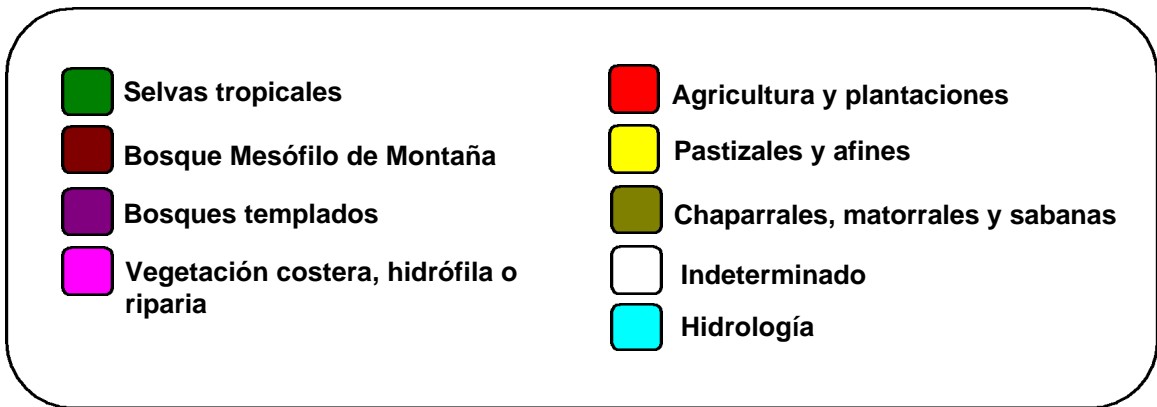 Selvas tropicales
Bosque Mesófilo de Montaña
Bosques templados
Vegetación costera, hidrófila o
riparia
Agricultura y plantaciones
Pastizales y afines
Chaparrales, matorrales y sabanas
Indeterminado
Hidrología